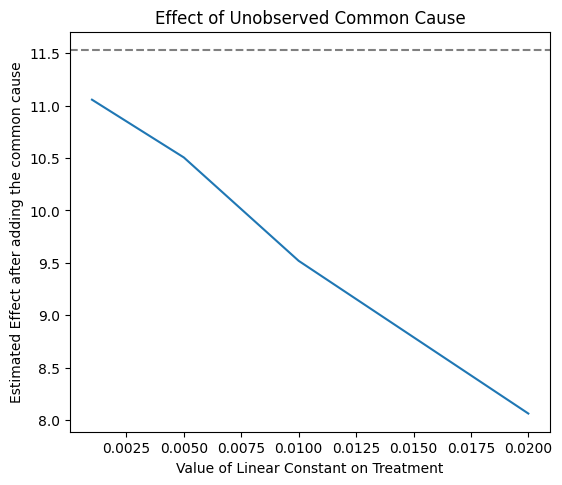 Effect of Unobserved Common Cause
Estimated Effect after adding the common cause
11.5
11.0
10.5
10.0
9.5
9.0
8.5
8.0
0.0025 0.0050 0.0075 0.0100 0.0125 0.0150 0.0175 0.0200
Value of Linear Constant on Treatment